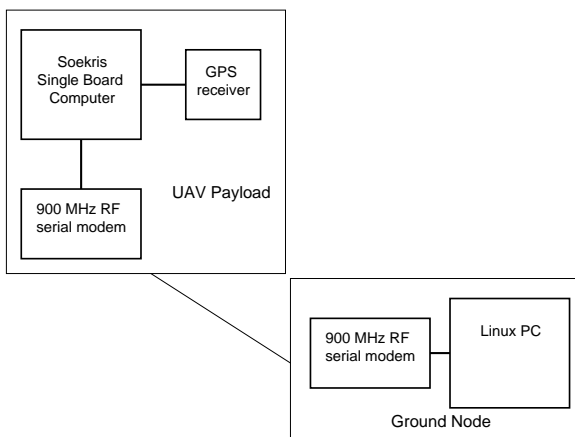 Soekris
Single Board
Computer
GPS
receiver
UAV Payload
900 MHz RF
serial modem
900 MHz RF
serial modem
Linux PC
Ground Node